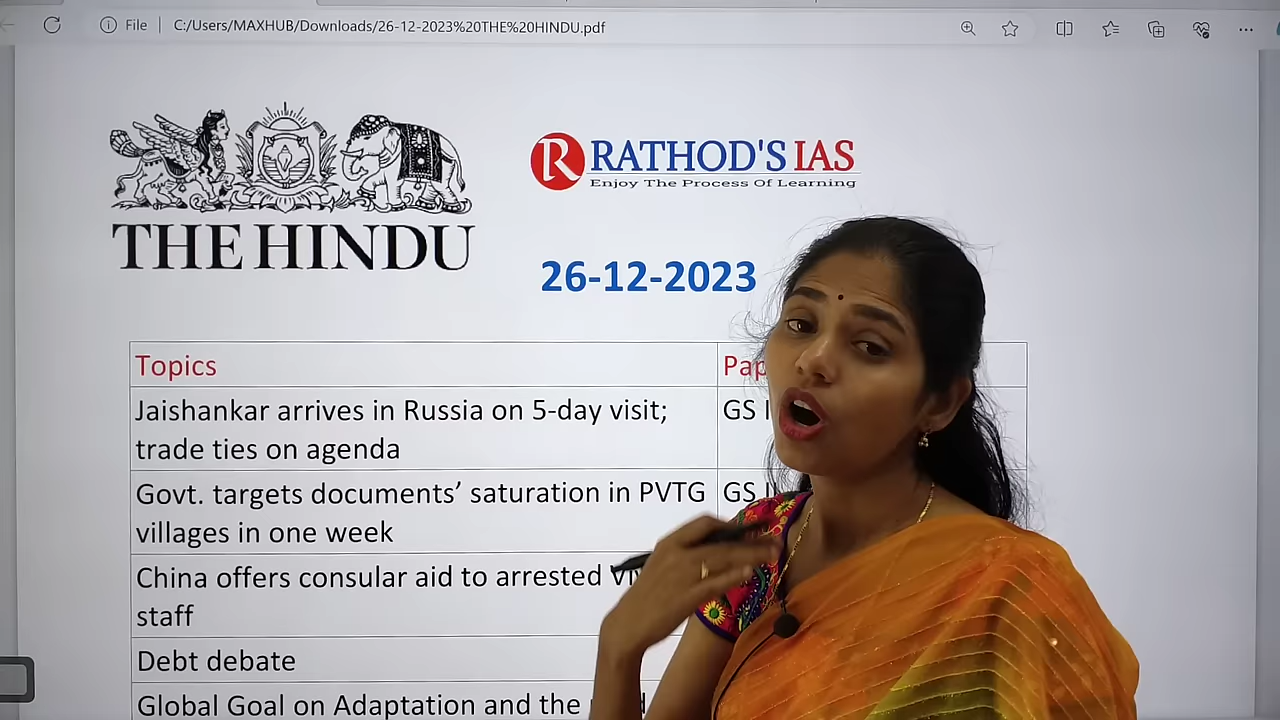 File
C:/Users/MAXHUB/Downloads/26-12-2023%20THE%20HINDU.pdf
THE HINDU
R RATHOD'S IAS
Enjoy The Process Of Learning
26-12-2023
Topics
Jaishankar arrives in Russia on 5-day visit; GS
trade ties on agenda
Govt. targets documents' saturation in PVTG GS
villages in one week
China offers consular aid to arrested
staff
Debt debate
Global Goal on Adaptation and the